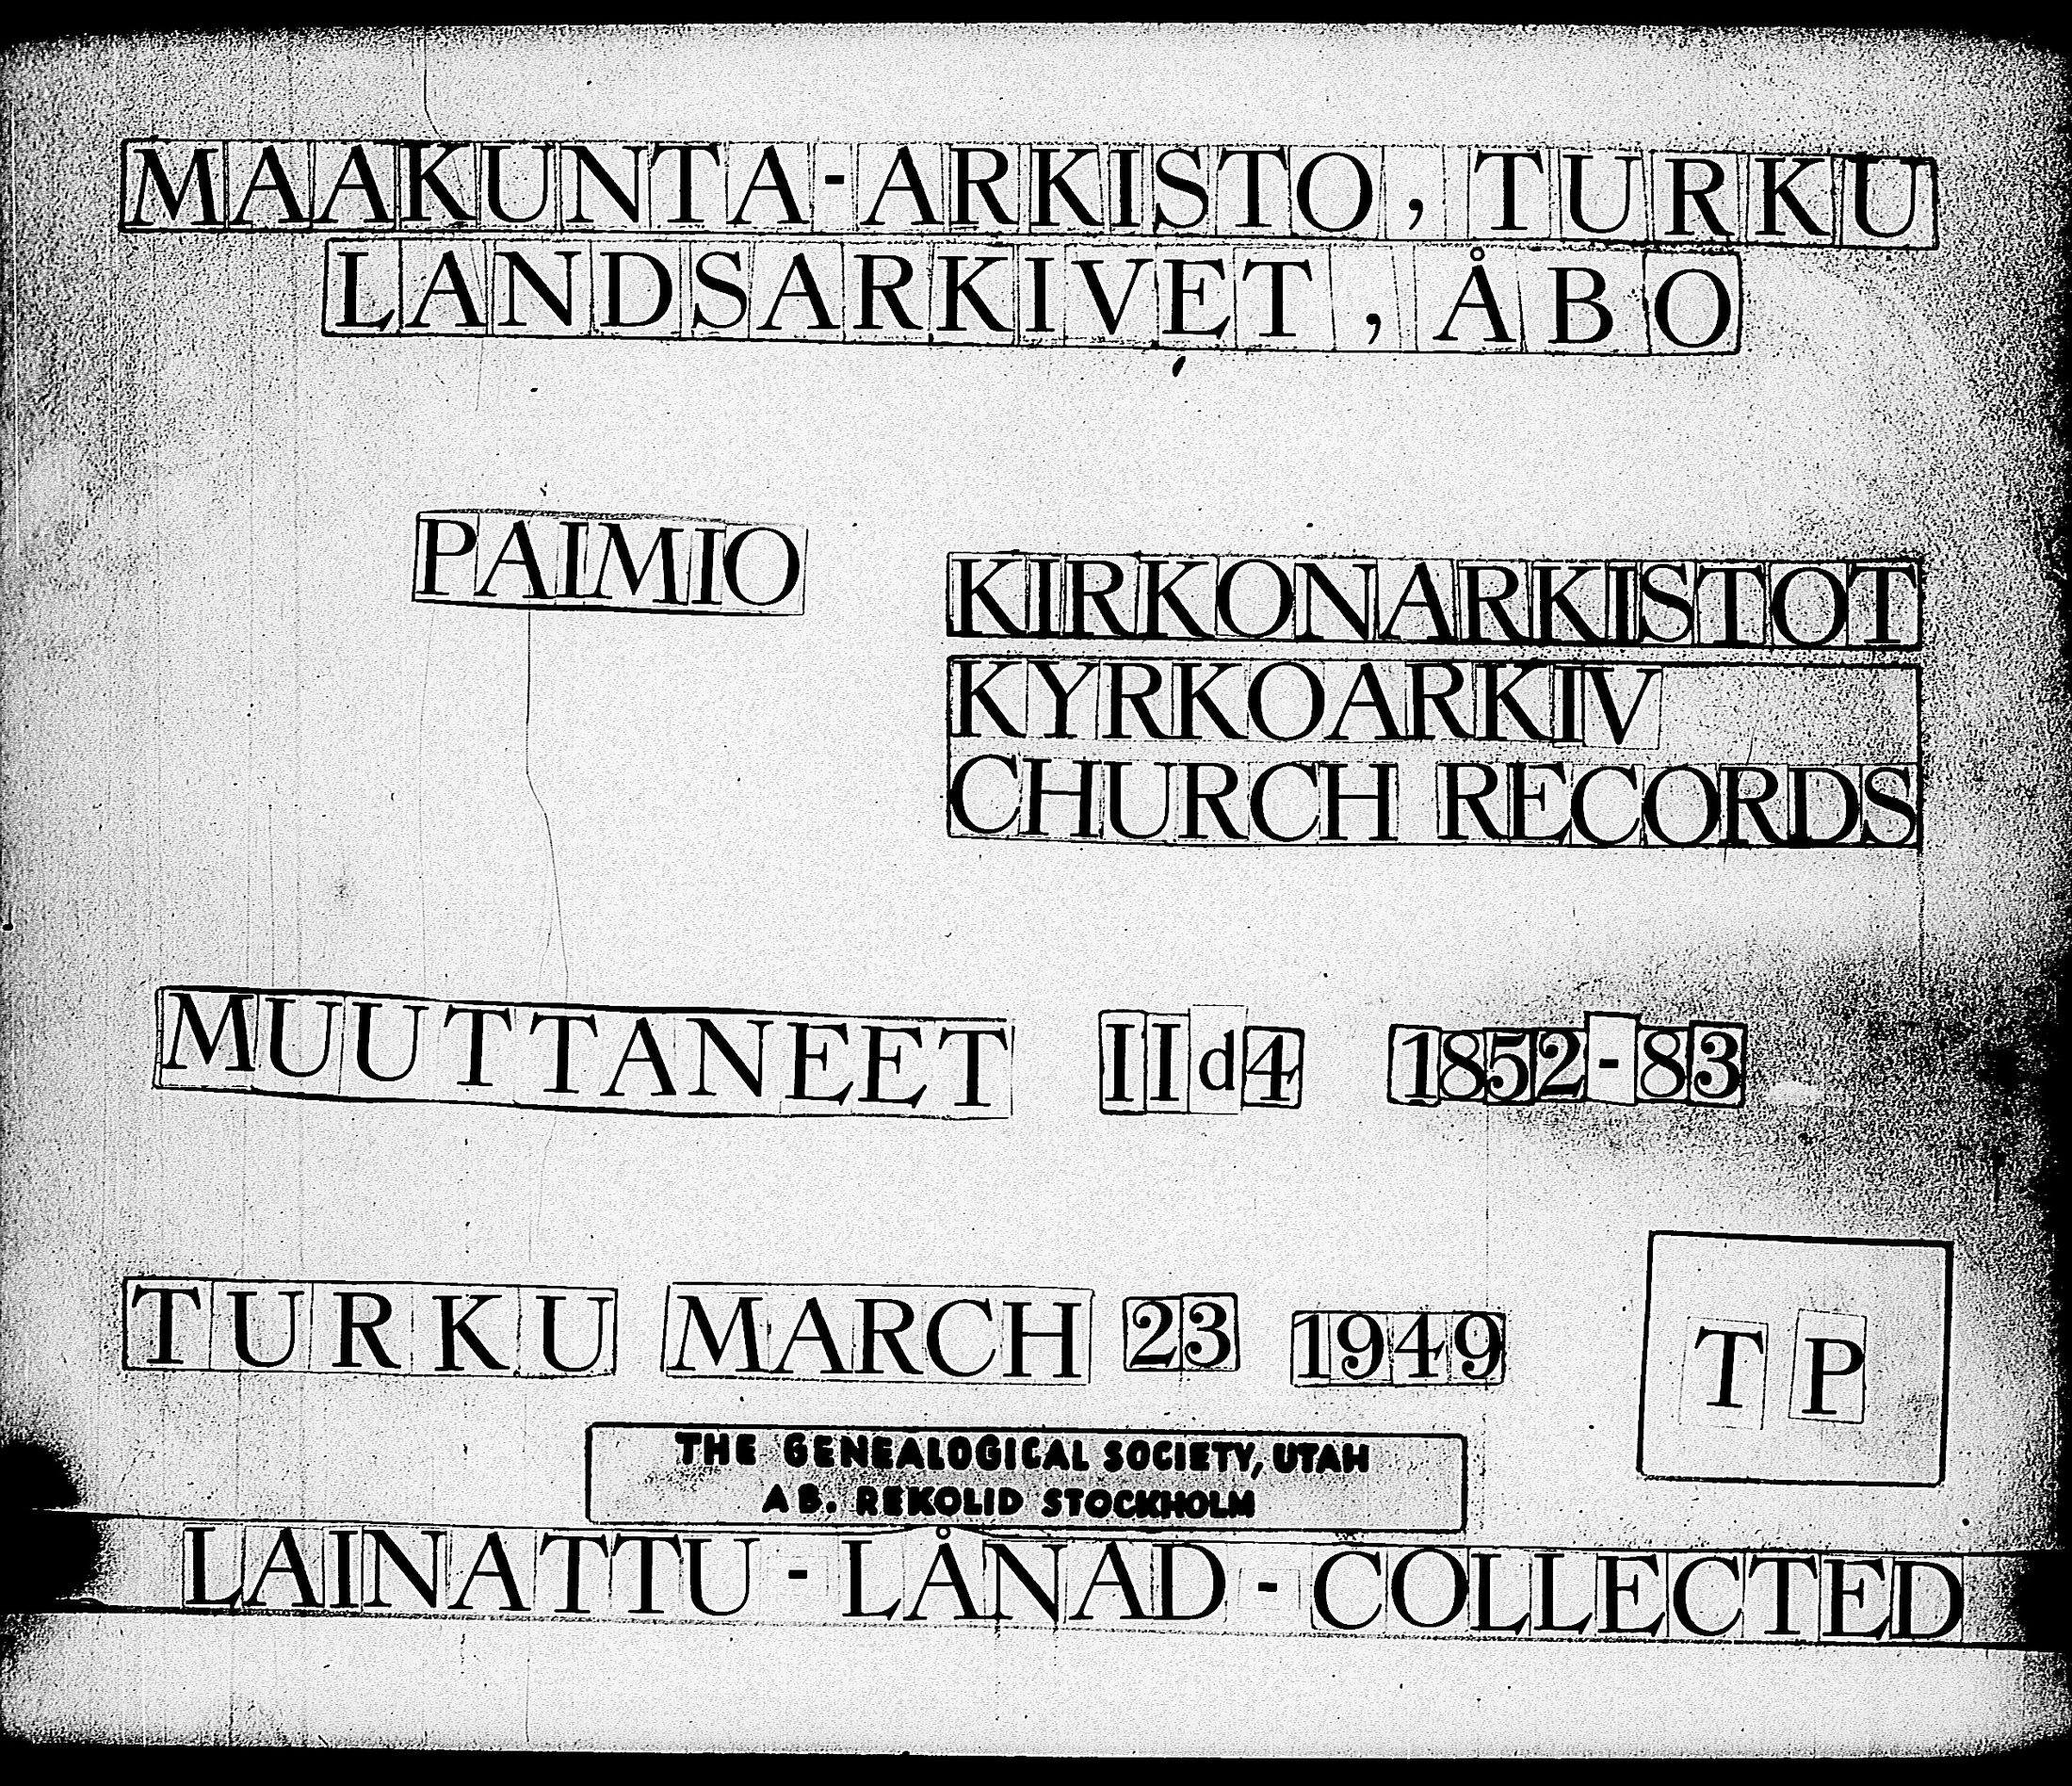 MAAKUNTA-ARKISTO, TURKU
LANDSARKIVET, ÅBO
PAIMIO
KIRKONARKISTOT
KYRKOARKIV
CHURCH RECORDS
MUUTTANEET IId4 1852-83
TURKU MARCH 23 1949
TP
THE GENEALOGICAL SOCIETY, UTAH
AB. REKOLID STOCKHOLM
LAINATTU - LÅNAD - COLLECTED